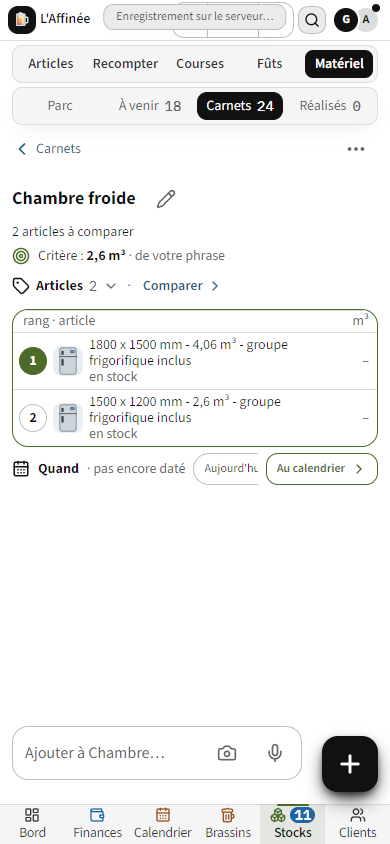 L'Affinée
Enregistrement sur le serveur…
G
A
Articles Recompter Courses Fûts Matériel
Parc À venir 18 Carnets 24 Réalisés 0
Carnets
Chambre froide
2 articles à comparer
Critère : 2,6 m³ · de votre phrase
Articles 2 · Comparer
rang · article m³
1 1800 x 1500 mm - 4,06 m³ - groupe
frigorifique inclus –
en stock
2 1500 x 1200 mm - 2,6 m³ - groupe
frigorifique inclus –
en stock
Quand · pas encore daté Aujourd'hu Au calendrier
Ajouter à Chambre…
11
Bord Finances Calendrier Brassins Stocks Clients